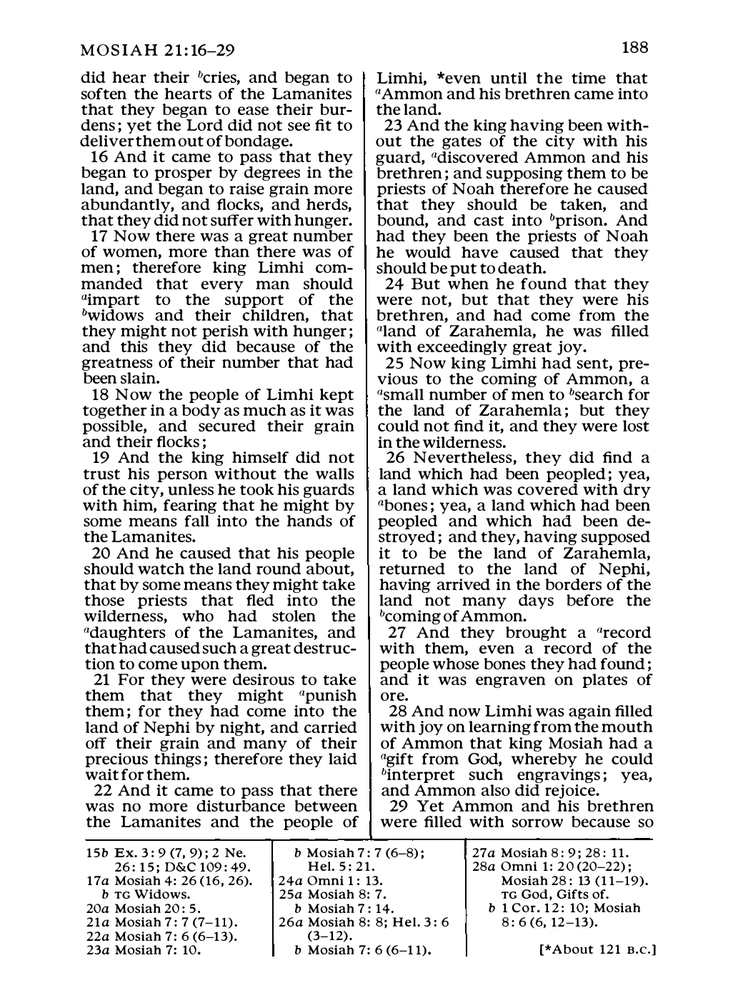 MOSIAH 21:16–29
188
did hear their bcries, and began to
soften the hearts of the Lamanites
that they began to ease their bur-
dens; yet the Lord did not see fit to
deliver them out of bondage.
16 And it came to pass that they
began to prosper by degrees in the
land, and began to raise grain more
abundantly, and flocks, and herds,
that they did not suffer with hunger.
17 Now there was a great number
of women, more than there was of
men; therefore king Limhi com-
manded that every man should
aimpart to the support of the
bwidows and their children, that
they might not perish with hunger;
and this they did because of the
greatness of their number that had
been slain.
18 Now the people of Limhi kept
together in a body as much as it was
possible, and secured their grain
and their flocks;
19 And the king himself did not
trust his person without the walls
of the city, unless he took his guards
with him, fearing that he might by
some means fall into the hands of
the Lamanites.
20 And he caused that his people
should watch the land round about,
that by some means they might take
those priests that fled into the
wilderness, who had stolen the
adaughters of the Lamanites, and
that had caused such a great destruc-
tion to come upon them.
21 For they were desirous to take
them that they might apunish
them; for they had come into the
land of Nephi by night, and carried
off their grain and many of their
precious things; therefore they laid
wait for them.
22 And it came to pass that there
was no more disturbance between
the Lamanites and the people of
Limhi, *even until the time that
aAmmon and his brethren came into
the land.
23 And the king having been with-
out the gates of the city with his
guard, adiscovered Ammon and his
brethren; and supposing them to be
priests of Noah therefore he caused
that they should be taken, and
bound, and cast into bprison. And
had they been the priests of Noah
he would have caused that they
should be put to death.
24 But when he found that they
were not, but that they were his
brethren, and had come from the
aland of Zarahemla, he was filled
with exceedingly great joy.
25 Now king Limhi had sent, pre-
vious to the coming of Ammon, a
asmall number of men to bsearch for
the land of Zarahemla; but they
could not find it, and they were lost
in the wilderness.
26 Nevertheless, they did find a
land which had been peopled; yea,
a land which was covered with dry
abones; yea, a land which had been
peopled and which had been de-
stroyed; and they, having supposed
it to be the land of Zarahemla,
returned to the land of Nephi,
having arrived in the borders of the
land not many days before the
bcoming of Ammon.
27 And they brought a arecord
with them, even a record of the
people whose bones they had found;
and it was engraven on plates of
ore.
28 And now Limhi was again filled
with joy on learning from the mouth
of Ammon that king Mosiah had a
agift from God, whereby he could
binterpret such engravings; yea,
and Ammon also did rejoice.
29 Yet Ammon and his brethren
were filled with sorrow because so
15b Ex. 3:9 (7, 9); 2 Ne.
26:15; D&C 109:49.
17a Mosiah 4:26 (16, 26).
b TG Widows.
20a Mosiah 20:5.
21a Mosiah 7:7 (7–11).
22a Mosiah 7:6 (6–13).
23a Mosiah 7:10.
b Mosiah 7:7 (6–8);
Hel. 5:21.
24a Omni 1:13.
25a Mosiah 8:7.
b Mosiah 7:14.
26a Mosiah 8:8; Hel. 3:6
(3–12).
b Mosiah 7:6 (6–11).
27a Mosiah 8:9; 28:11.
28a Omni 1:20 (20–22);
Mosiah 28:13 (11–19).
TG God, Gifts of.
b 1 Cor. 12:10; Mosiah
8:6 (6, 12–13).
[*About 121 B.C.]